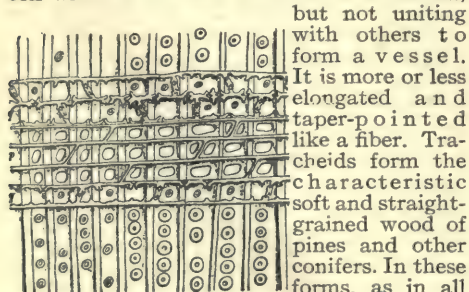 but not uniting
with others to
form a vessel.
It is more or less
elongated and
taper-pointed
like a fiber. Tra-
cheids form the
characteristic
soft and straight-
grained wood of
pines and other
conifers. In these
forms, as in all